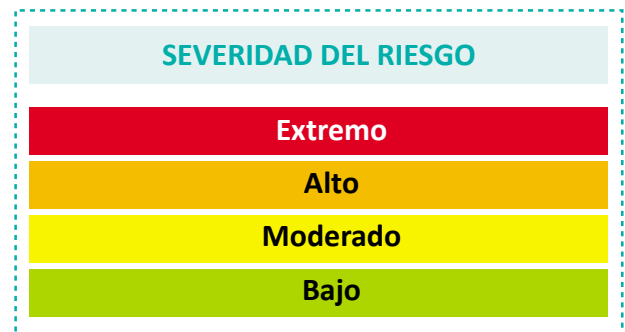 SEVERIDAD DEL RIESGO
Extremo
Alto
Moderado
Bajo